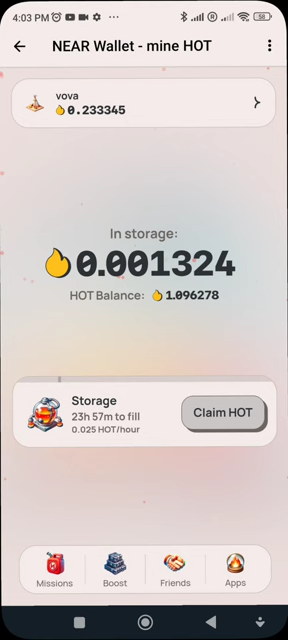 4:03 PM
58
NEAR Wallet - mine HOT
vova
0.233345
In storage:
0.001324
HOT Balance: 1.096278
Storage
23h 57m to fill
0.025 HOT/hour
Claim HOT
Missions
Boost
Friends
Apps